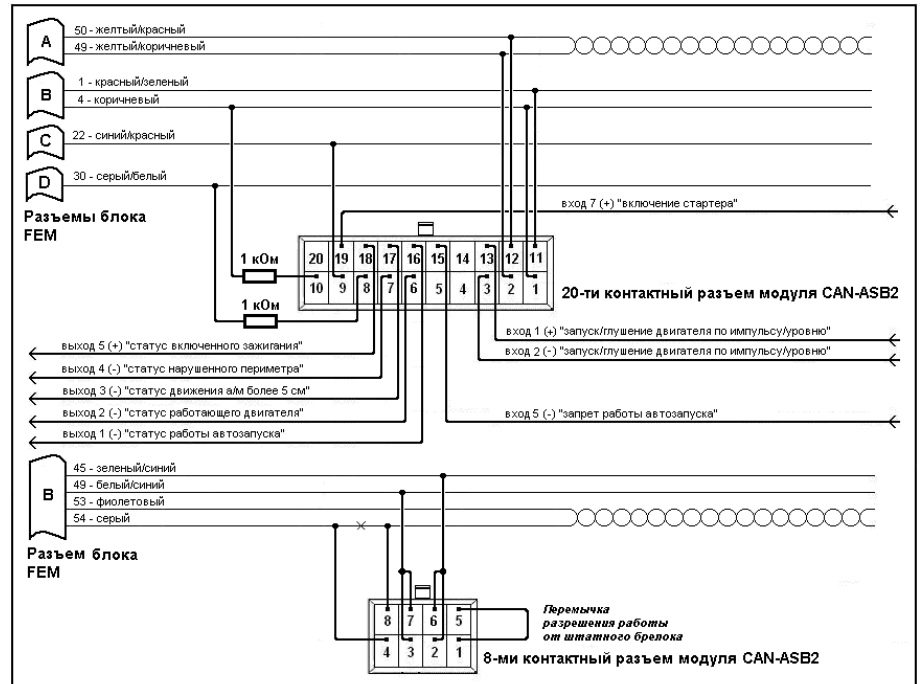 A
50 - желтый/красный
49 - желтый/коричневый
B
1 - красный/зеленый
4 - коричневый
C
22 - синий/красный
D
30 - серый/белый
Разъемы блока
FEM
вход 7 (+) "включение стартера"
20 19 18 17 16 15 14 13 12 11
10 9 8 7 6 5 4 3 2 1
1 кОм
1 кОм
20-ти контактный разъем модуля CAN-ASB2
вход 1 (+) "запуск/глушение двигателя по импульсу/уровню"
вход 2 (-) "запуск/глушение двигателя по импульсу/уровню"
выход 5 (+) "статус включенного зажигания"
выход 4 (-) "статус нарушенного периметра"
выход 3 (-) "статус движения а/м более 5 см"
выход 2 (-) "статус работающего двигателя"
выход 1 (-) "статус работы автозапуска"
вход 5 (-) "запрет работы автозапуска"
B
45 - зеленый/синий
49 - белый/синий
53 - фиолетовый
54 - серый
Разъем блока
FEM
8 7 6 5
4 3 2 1
Перемычка
разрешения работы
от штатного брелока
8-ми контактный разъем модуля CAN-ASB2